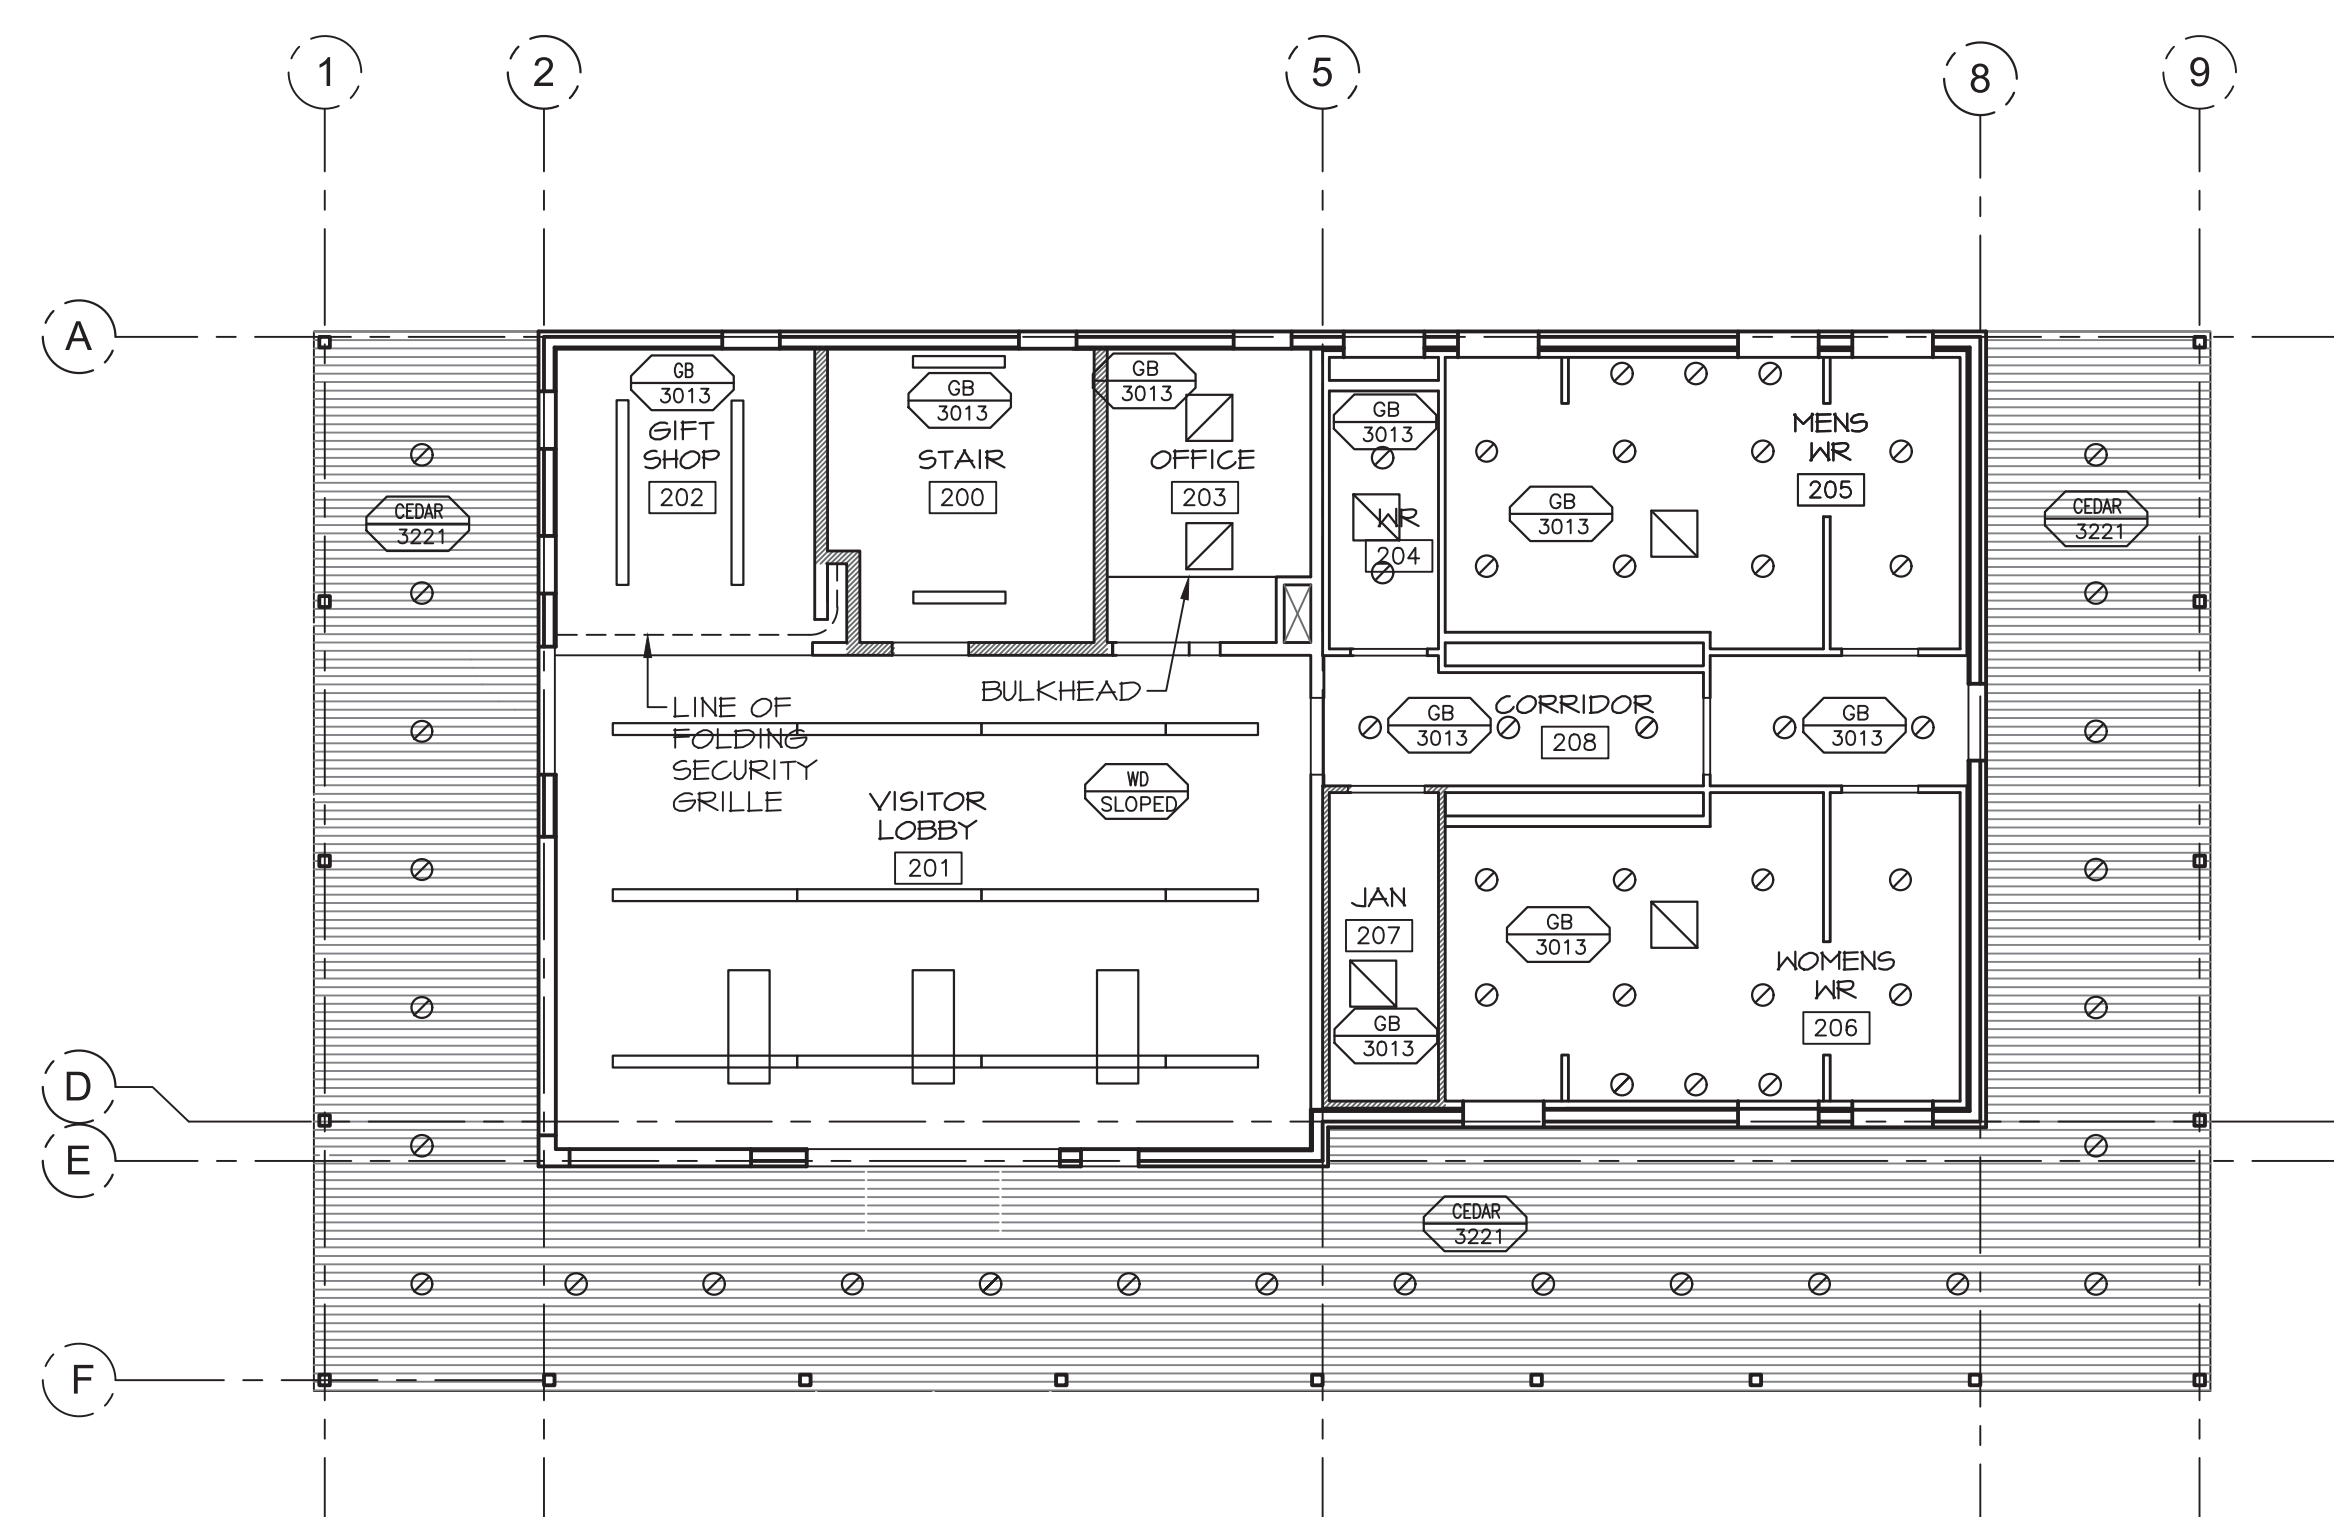 1
2
5
8
9
A
GB
3013
GIFT
SHOP
202
GB
3013
STAIR
200
GB
3013
OFFICE
203
GB
3013
WR
204
GB
3013
MENS
WR
205
CEDAR
3221
CEDAR
3221
LINE OF
FOLDING
SECURITY
GRILLE
BULKHEAD
GB
3013
CORRIDOR
208
GB
3013
WD
SLOPED
VISITOR
LOBBY
201
JAN
207
GB
3013
GB
3013
WOMENS
WR
206
D
E
CEDAR
3221
F